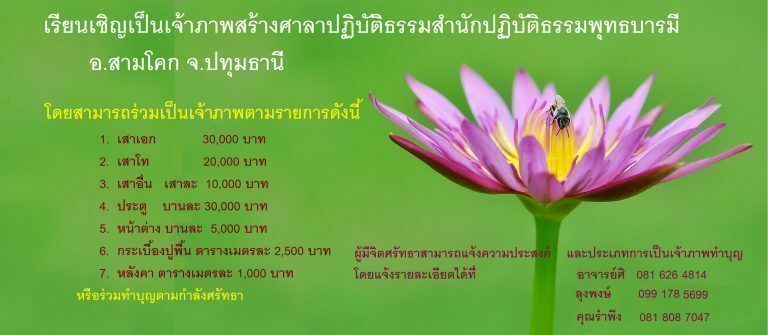 เรียนเชิญเป็นเจ้าภาพสร้างศาลาปฏิบัติธรรมสำนักปฏิบัติธรรมพุทธบารมี
อ.สามโคก จ.ปทุมธานี
โดยสามารถร่วมเป็นเจ้าภาพตามรายการดังนี้
1. เสาเอก 30,000 บาท
2. เสาโท 20,000 บาท
3. เสาอื่น เสาละ 10,000 บาท
4. ประตู บานละ 30,000 บาท
5. หน้าต่าง บานละ 5,000 บาท
6. กระเบื้องปูพื้น ตารางเมตรละ 2,500 บาท
7. หลังคา ตารางเมตรละ 1,000 บาท
หรือร่วมทำบุญตามกำลังศรัทธา
ผู้มีจิตศรัทธาสามารถแจ้งความประสงค์ และประเภทการเป็นเจ้าภาพทำบุญ
โดยแจ้งรายละเอียดได้ที่ อาจารย์ศิ 081 626 4814
ลุงพงษ์ 099 178 5699
คุณรำพึง 081 808 7047